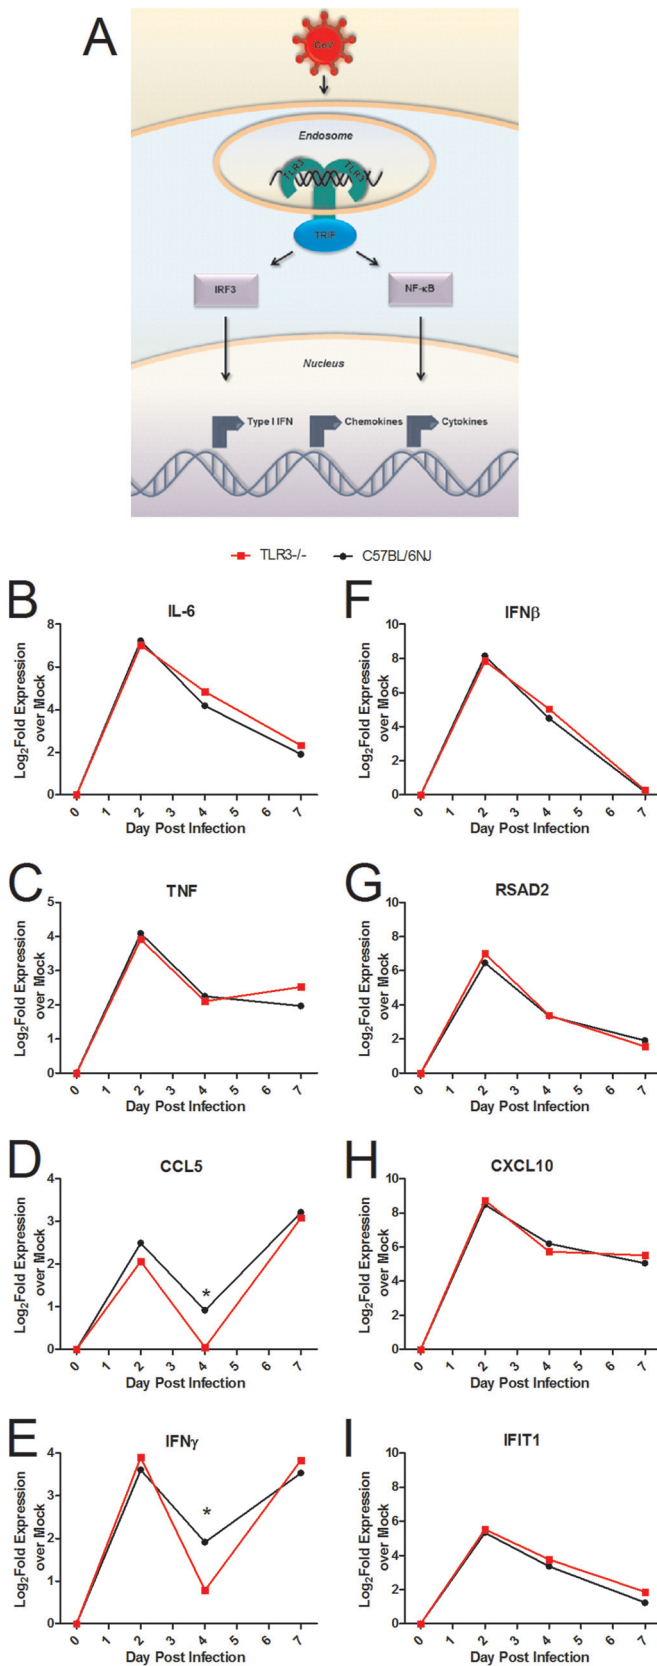 A
CoV
Endosome
TLR3
TLR3
TRIF
IRF3
NF-κB
Nucleus
Type I IFN
Chemokines
Cytokines
TLR3-/-
C57BL/6NJ
B
IL-6
Log2Fold Expression
over Mock
8
6
4
2
0
0 1 2 3 4 5 6 7
Day Post Infection
F
IFNβ
Log2Fold Expression
over Mock
10
8
6
4
2
0
0 1 2 3 4 5 6 7
Day Post Infection
C
TNF
Log2Fold Expression
over Mock
5
4
3
2
1
0
0 1 2 3 4 5 6 7
Day Post Infection
G
RSAD2
Log2Fold Expression
over Mock
10
8
6
4
2
0
0 1 2 3 4 5 6 7
Day Post Infection
D
CCL5
Log2Fold Expression
over Mock
4
3
2
1
0
*
0 1 2 3 4 5 6 7
Day Post Infection
H
CXCL10
Log2Fold Expression
over Mock
10
8
6
4
2
0
0 1 2 3 4 5 6 7
Day Post Infection
E
IFNγ
Log2Fold Expression
over Mock
4
3
2
1
0
*
0 1 2 3 4 5 6 7
Day Post Infection
I
IFIT1
Log2Fold Expression
over Mock
10
8
6
4
2
0
0 1 2 3 4 5 6 7
Day Post Infection